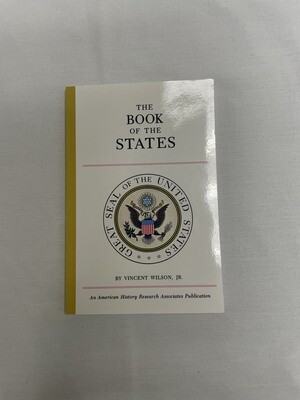 THE
BOOK
OF THE
STATES
GREAT SEAL OF THE UNITED STATES
BY VINCENT WILSON, JR.
An American History Research Associates Publication